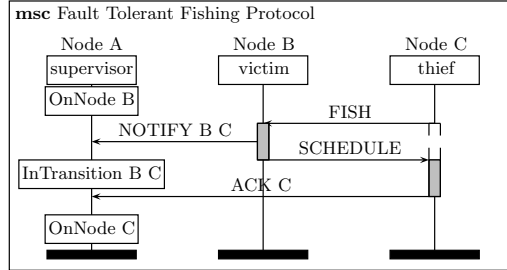 msc Fault Tolerant Fishing Protocol
Node A Node B Node C
supervisor victim thief
OnNode B
FISH
NOTIFY B C
SCHEDULE
InTransition B C
ACK C
OnNode C